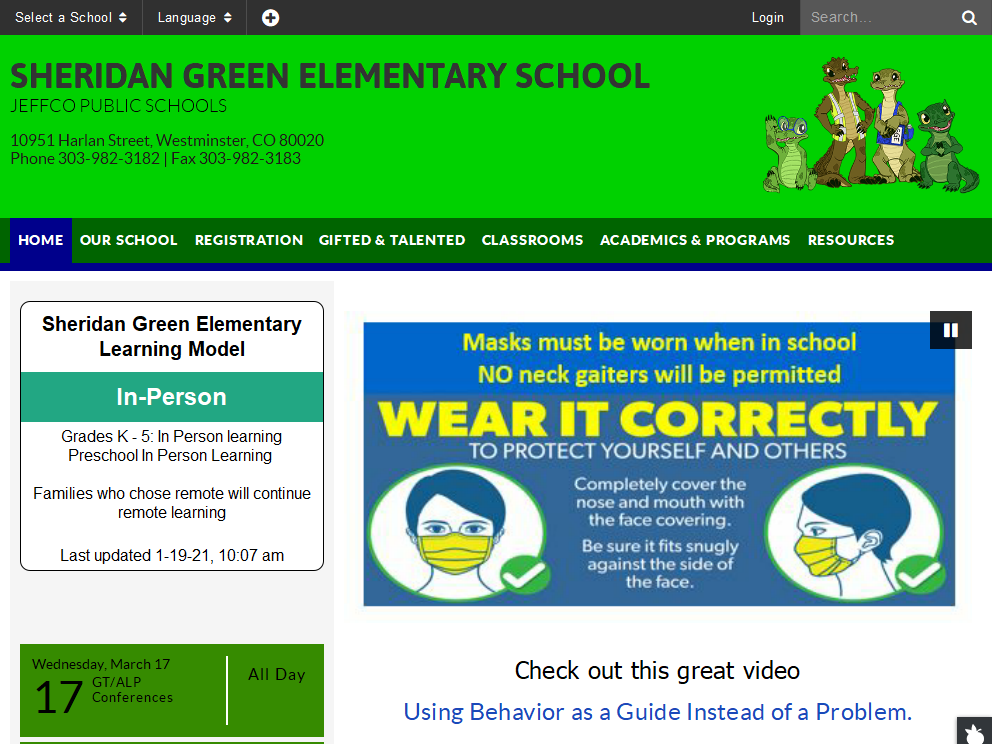 Select a School
Language
Login
Search...
SHERIDAN GREEN ELEMENTARY SCHOOL
JEFFCO PUBLIC SCHOOLS
10951 Harlan Street, Westminster, CO 80020
Phone 303-982-3182 | Fax 303-982-3183
HOME
OUR SCHOOL
REGISTRATION
GIFTED & TALENTED
CLASSROOMS
ACADEMICS & PROGRAMS
RESOURCES
Sheridan Green Elementary
Learning Model
In-Person
Grades K - 5: In Person learning
Preschool In Person Learning
Families who chose remote will continue
remote learning
Last updated 1-19-21, 10:07 am
Wednesday, March 17
17
GT/ALP
Conferences
All Day
Masks must be worn when in school
NO neck gaiters will be permitted
WEAR IT CORRECTLY
TO PROTECT YOURSELF AND OTHERS
Completely cover the
nose and mouth with
the face covering.
Be sure it fits snugly
against the side of
the face.
Check out this great video
Using Behavior as a Guide Instead of a Problem.